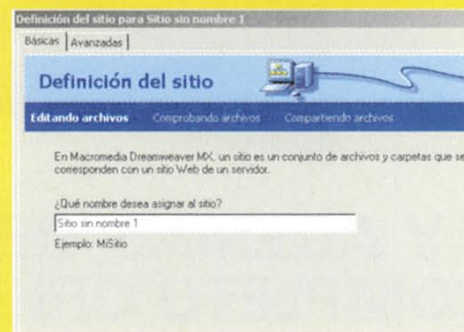 Definición del sitio para Sitio sin nombre 1
Básicas
Avanzadas
Definición del sitio
Editando archivos
Comprobando archivos
Compartiendo archivos
En Macromedia Dreamweaver MX, un sitio es un conjunto de archivos y carpetas que se
corresponden con un sitio Web de un servidor.
¿Qué nombre desea asignar al sitio?
Sitio sin nombre 1
Ejemplo: MiSitio